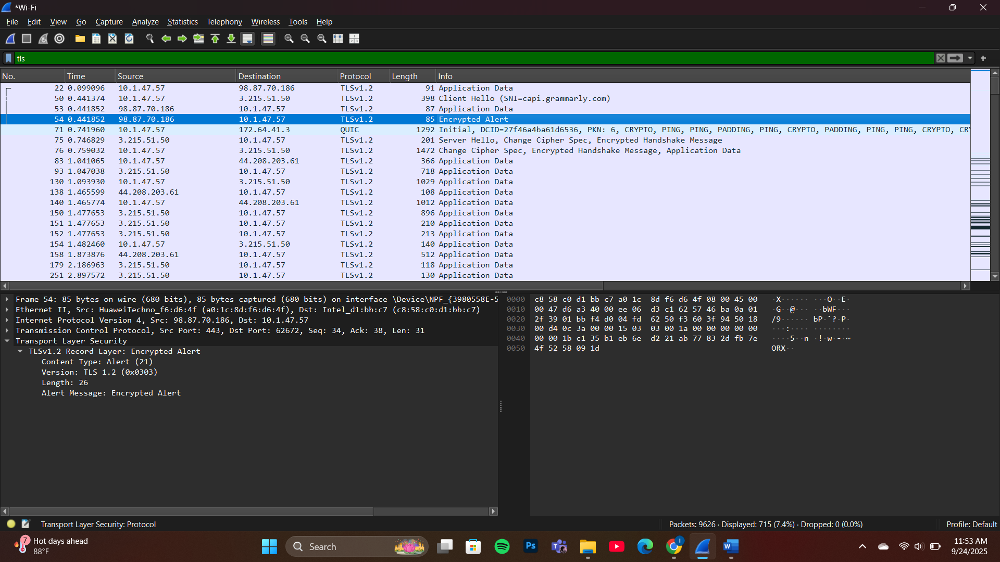 *Wi-Fi
File Edit View Go Capture Analyze Statistics Telephony Wireless Tools Help
tls
No. Time Source Destination Protocol Length Info
22 0.099096 10.1.47.57 98.87.70.186 TLSv1.2 91 Application Data
50 0.441374 10.1.47.57 3.215.51.50 TLSv1.2 398 Client Hello (SNI=capi.grammarly.com)
53 0.441852 98.87.70.186 10.1.47.57 TLSv1.2 87 Application Data
54 0.441852 98.87.70.186 10.1.47.57 TLSv1.2 85 Encrypted Alert
71 0.741960 10.1.47.57 172.64.41.3 QUIC 1292 Initial, DCID=27f46a4ba61d6536, PKN: 6, CRYPTO, PING, PING, PADDING, PING, CRYPTO, PADDING, PING, PING, CRYPTO, CRY
75 0.746829 3.215.51.50 10.1.47.57 TLSv1.2 201 Server Hello, Change Cipher Spec, Encrypted Handshake Message
76 0.759032 10.1.47.57 3.215.51.50 TLSv1.2 1472 Change Cipher Spec, Encrypted Handshake Message, Application Data
83 1.041065 10.1.47.57 44.208.203.61 TLSv1.2 366 Application Data
93 1.047038 3.215.51.50 10.1.47.57 TLSv1.2 718 Application Data
130 1.093930 10.1.47.57 3.215.51.50 TLSv1.2 1029 Application Data
138 1.465599 44.208.203.61 10.1.47.57 TLSv1.2 108 Application Data
140 1.465774 10.1.47.57 44.208.203.61 TLSv1.2 1012 Application Data
150 1.477653 3.215.51.50 10.1.47.57 TLSv1.2 896 Application Data
151 1.477653 3.215.51.50 10.1.47.57 TLSv1.2 210 Application Data
152 1.477653 3.215.51.50 10.1.47.57 TLSv1.2 213 Application Data
154 1.482460 10.1.47.57 3.215.51.50 TLSv1.2 140 Application Data
158 1.873876 44.208.203.61 10.1.47.57 TLSv1.2 512 Application Data
179 2.186963 3.215.51.50 10.1.47.57 TLSv1.2 118 Application Data
251 2.897572 3.215.51.50 10.1.47.57 TLSv1.2 130 Application Data
Frame 54: 85 bytes on wire (680 bits), 85 bytes captured (680 bits) on interface \Device\NPF_{3980558E-5
Ethernet II, Src: HuaweiTechno_f6:d6:4f (a0:1c:8d:f6:d6:4f), Dst: Intel_d1:bb:c7 (c8:58:c0:d1:bb:c7)
Internet Protocol Version 4, Src: 98.87.70.186, Dst: 10.1.47.57
Transmission Control Protocol, Src Port: 443, Dst Port: 62672, Seq: 34, Ack: 38, Len: 31
Transport Layer Security
TLSv1.2 Record Layer: Encrypted Alert
Content Type: Alert (21)
Version: TLS 1.2 (0x0303)
Length: 26
Alert Message: Encrypted Alert
0000 c8 58 c0 d1 bb c7 a0 1c 8d f6 d6 4f 08 00 45 00 ·X······ ···O··E·
0010 00 47 d6 a3 40 00 ee 06 d3 c1 62 57 46 ba 0a 01 ·G··@··· ··bWF···
0020 2f 39 01 bb f4 d0 04 fd 62 50 f3 60 3f 94 50 18 /9······ bP·`?·P·
0030 00 d4 0c 3a 00 00 15 03 03 00 1a 00 00 00 00 00 ···:···· ········
0040 00 00 1b c1 35 b1 eb 6e d2 21 ab 77 83 2d fb 7e ····5··n ·!·w·-·~
0050 4f 52 58 09 1d ORX··
Transport Layer Security: Protocol
Packets: 9626 · Displayed: 715 (7.4%) · Dropped: 0 (0.0%)
Profile: Default
7
Hot days ahead
88°F
Search
Ps
11:53 AM
9/24/2025